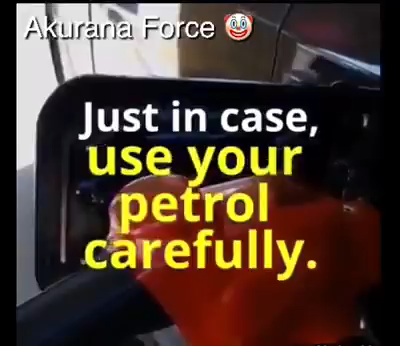 Akurana Force 🤡
Just in case,
use your
petrol
carefully.